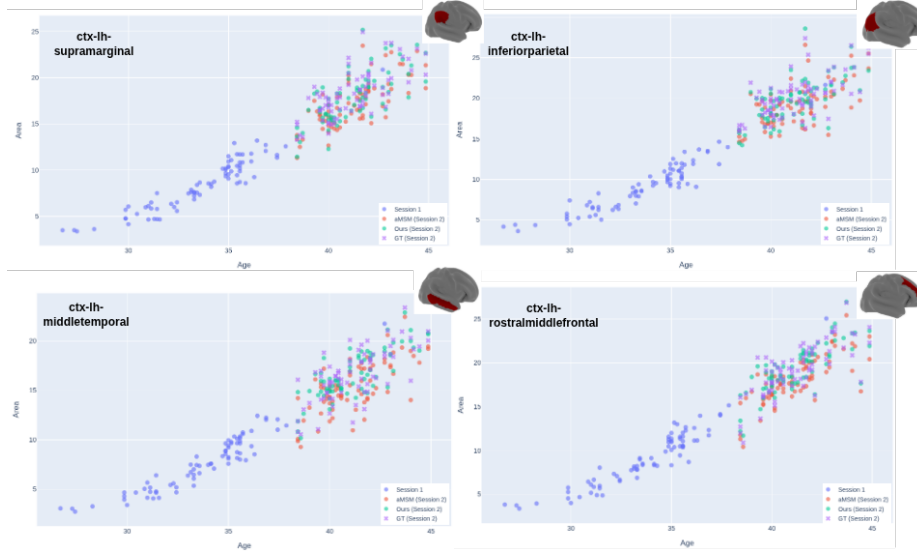 ctx-lh-
supramarginal
25
20
15
10
5
30
35
40
45
Area
Age
Session 1
aMSM (Session 2)
Ours (Session 2)
GT (Session 2)
ctx-lh-
inferiorparietal
25
20
15
10
5
30
35
40
45
Area
Age
Session 1
aMSM (Session 2)
Ours (Session 2)
GT (Session 2)
ctx-lh-
middletemporal
20
15
10
5
30
35
40
45
Area
Age
Session 1
aMSM (Session 2)
Ours (Session 2)
GT (Session 2)
ctx-lh-
rostralmiddlefrontal
25
20
15
10
5
30
35
40
45
Area
Age
Session 1
aMSM (Session 2)
Ours (Session 2)
GT (Session 2)